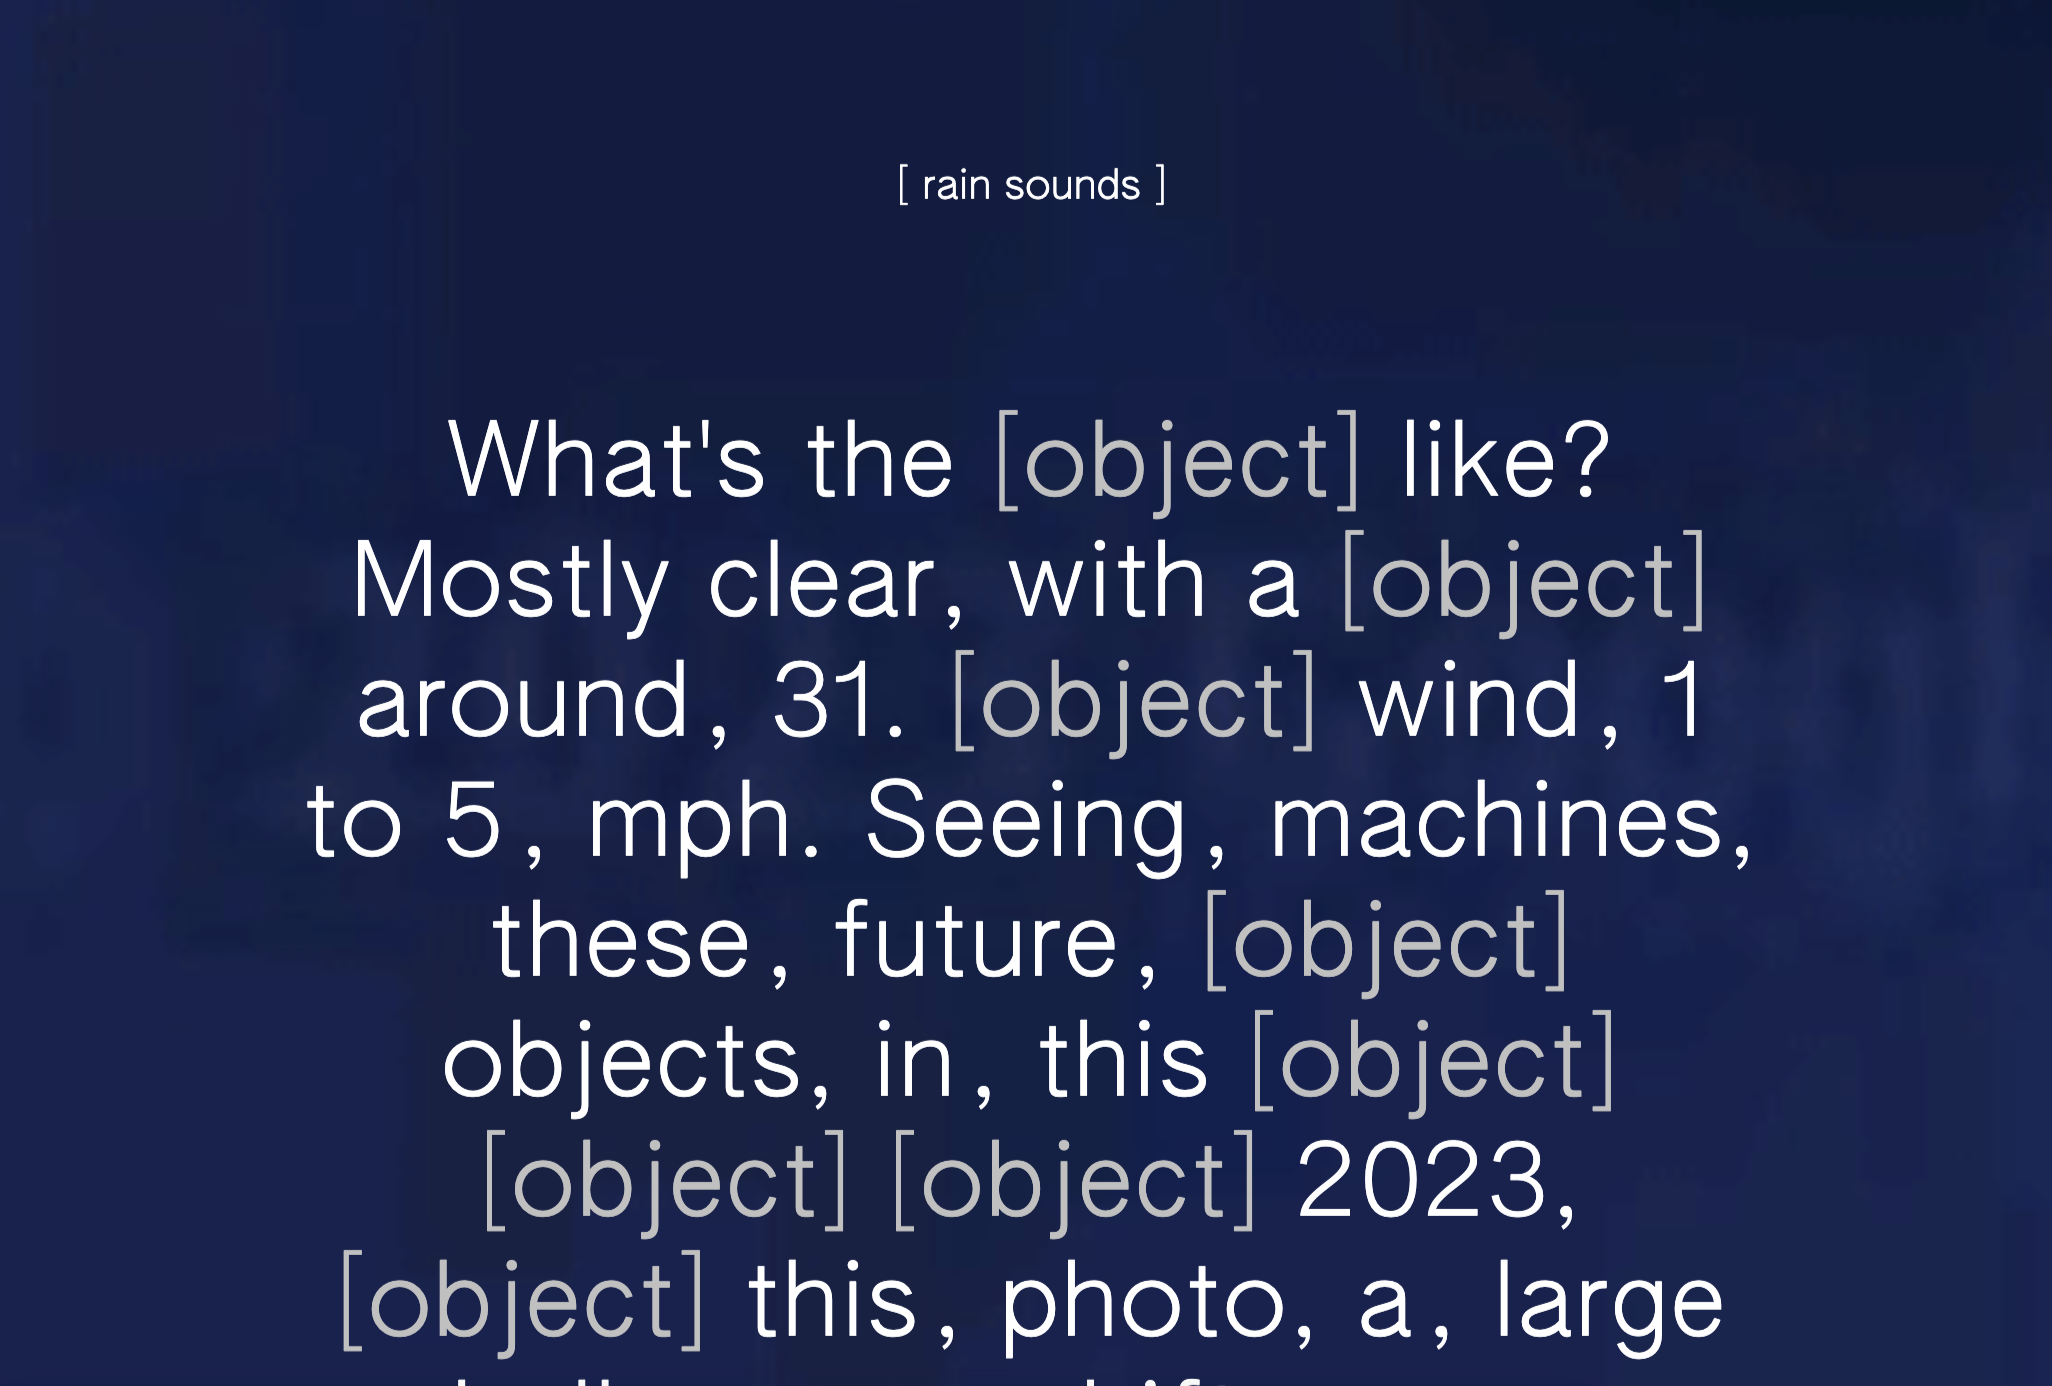 [ rain sounds ]
What's the [object] like?
Mostly clear, with a [object]
around, 31. [object] wind, 1
to 5, mph. Seeing, machines,
these, future, [object]
objects, in, this [object]
[object] [object] 2023,
[object] this, photo, a, large